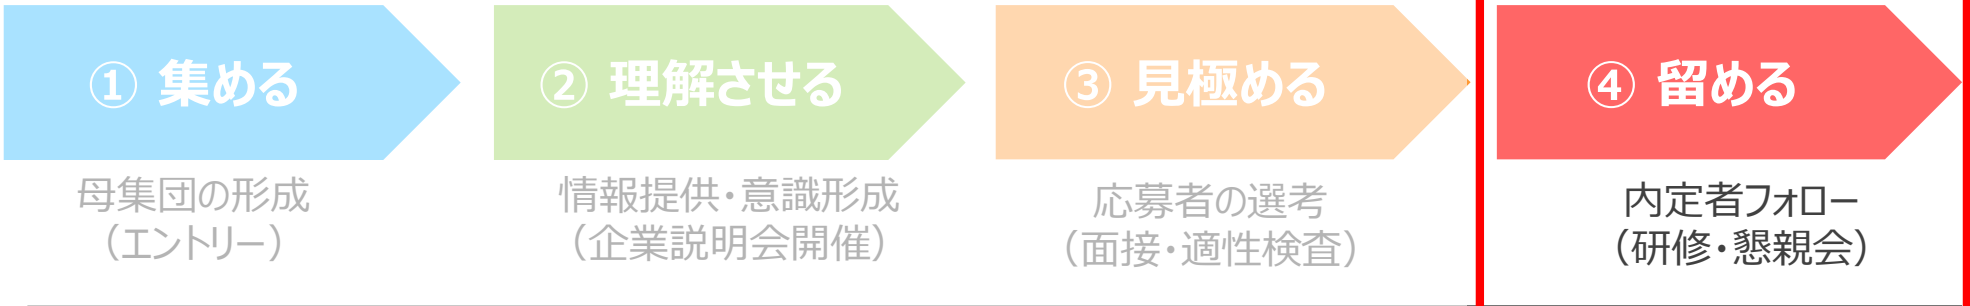 ① 集める
母集団の形成
（エントリー）
② 理解させる
情報提供・意識形成
（企業説明会開催）
③ 見極める
応募者の選考
（面接・適性検査）
④ 留める
内定者フォロー
（研修・懇親会）